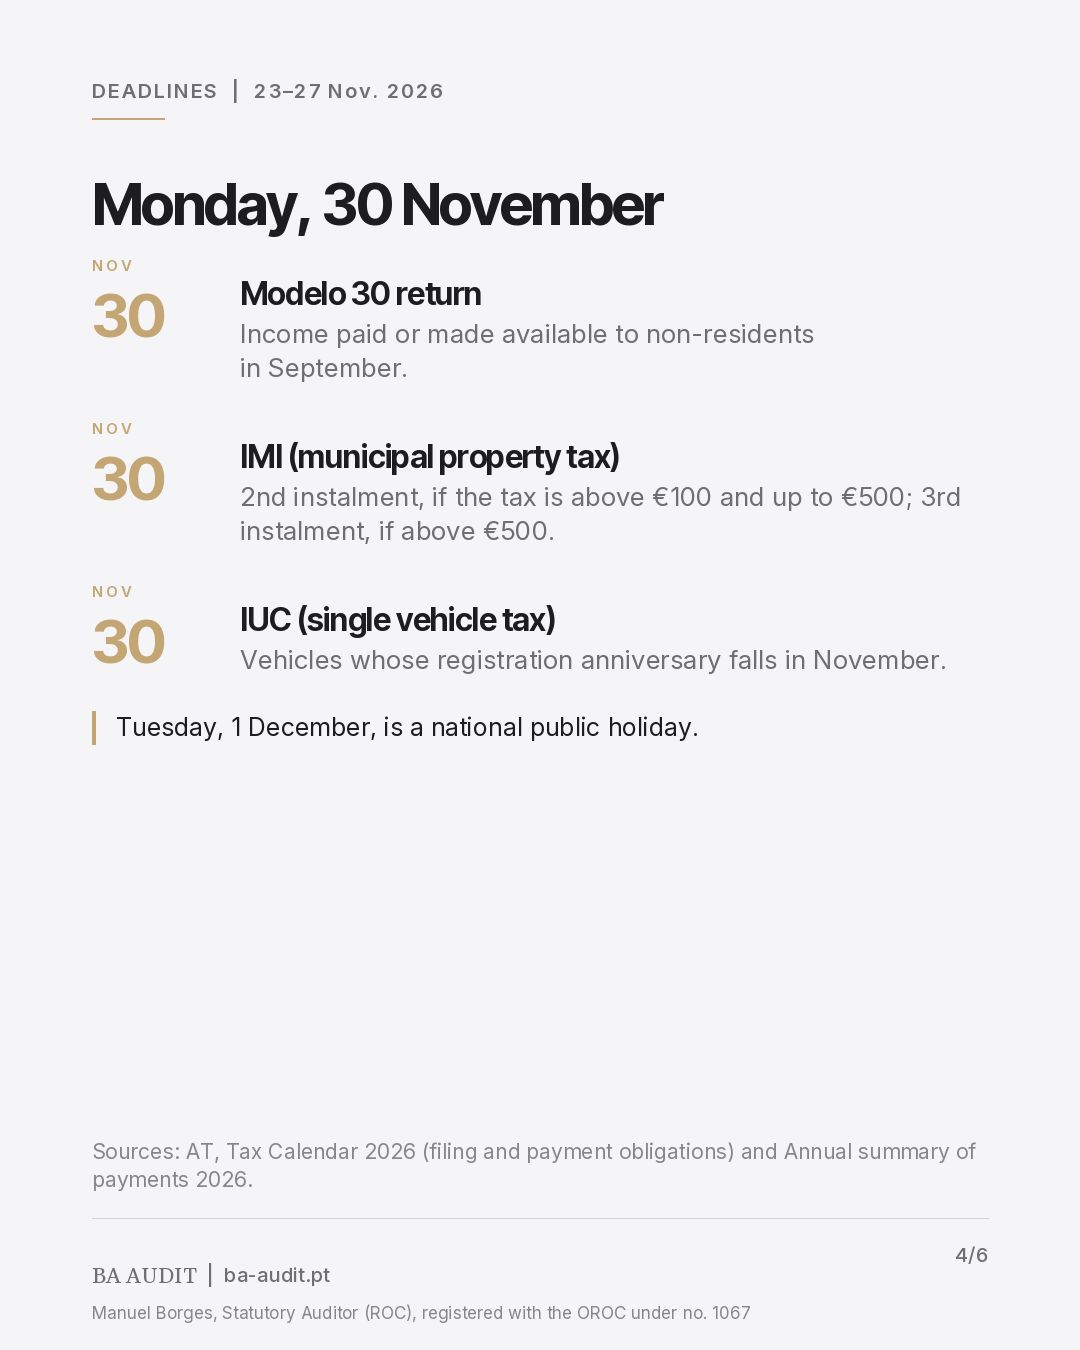 DEADLINES | 23–27 Nov. 2026
Monday, 30 November
NOV
30
Modelo 30 return
Income paid or made available to non-residents
in September.
NOV
30
IMI (municipal property tax)
2nd instalment, if the tax is above €100 and up to €500; 3rd
instalment, if above €500.
NOV
30
IUC (single vehicle tax)
Vehicles whose registration anniversary falls in November.
Tuesday, 1 December, is a national public holiday.
Sources: AT, Tax Calendar 2026 (filing and payment obligations) and Annual summary of
payments 2026.
4/6
BA AUDIT | ba-audit.pt
Manuel Borges, Statutory Auditor (ROC), registered with the OROC under no. 1067